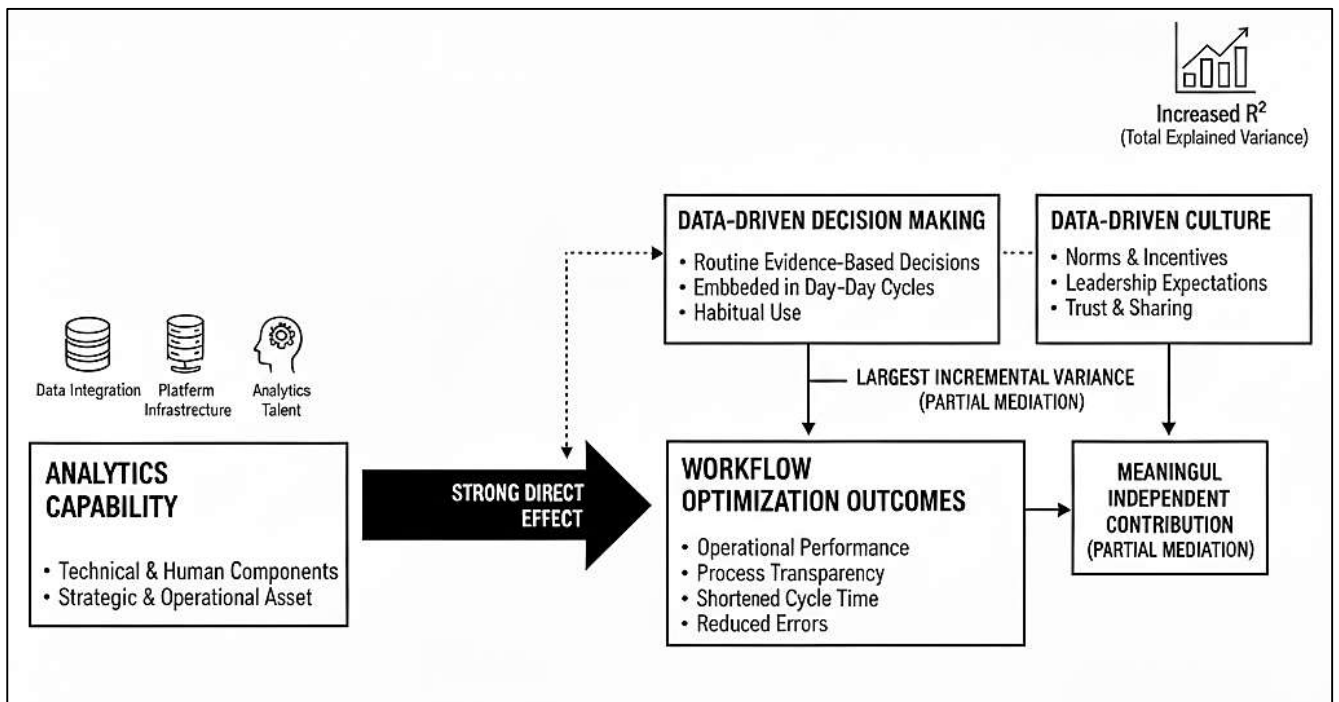 Increased R²
(Total Explained Variance)
DATA-DRIVEN DECISION MAKING
• Routine Evidence-Based Decisions
• Embbeded in Day-Day Cycles
• Habitual Use
DATA-DRIVEN CULTURE
• Norms & Incentives
• Leadership Expectations
• Trust & Sharing
Data Integration
Platferm
Infrastrecture
Analytics
Talent
LARGEST INCREMENTAL VARIANCE
(PARTIAL MEDIATION)
ANALYTICS
CAPABILITY
• Technical & Human Components
• Strategic & Operational Asset
STRONG DIRECT
EFFECT
WORKFLOW
OPTIMIZATION OUTCOMES
• Operational Performance
• Process Transparency
• Shortened Cycle Time
• Reduced Errors
MEANINGUL
INDEPENDENT
CONTRIBUTION
(PARTIAL MEDIATION)